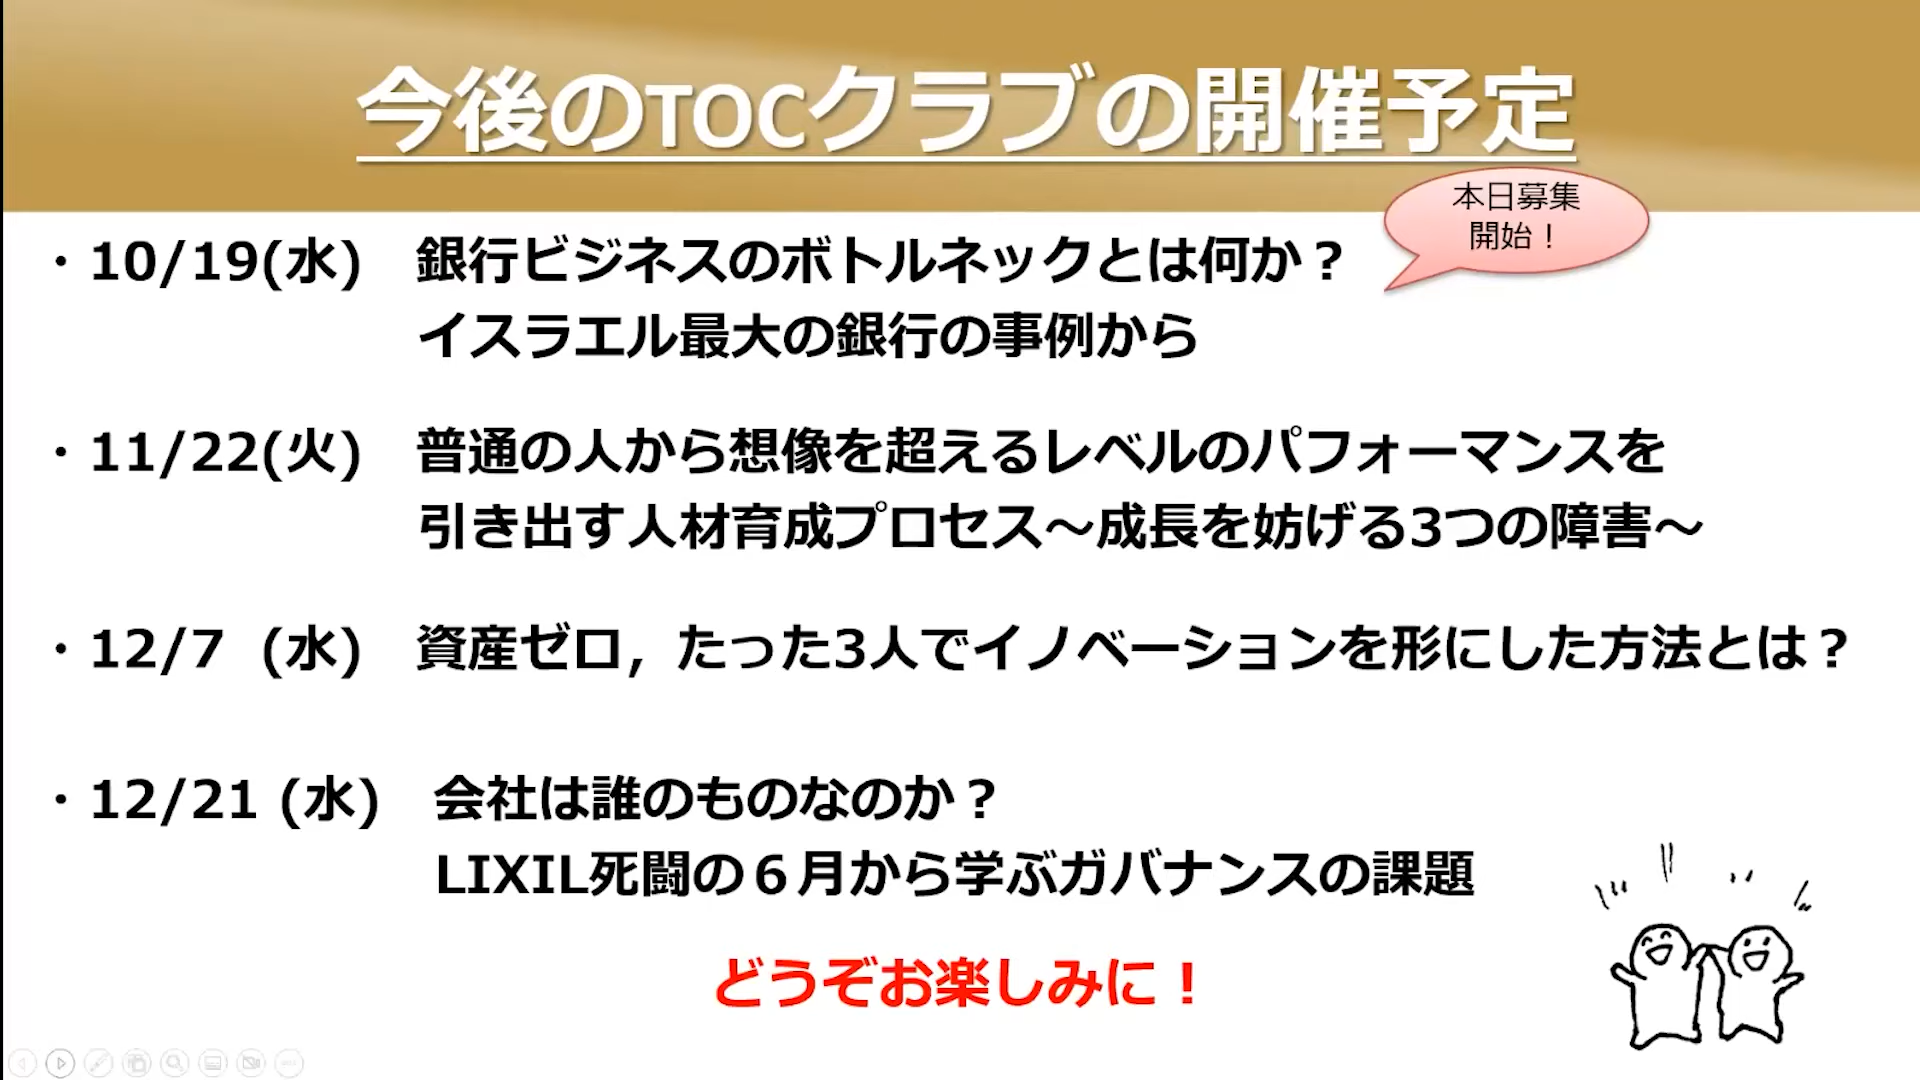 今後のTOCクラブの開催予定
本日募集
開始！
・10/19(水)　銀行ビジネスのボトルネックとは何か？
イスラエル最大の銀行の事例から
・11/22(火)　普通の人から想像を超えるレベルのパフォーマンスを
引き出す人材育成プロセス～成長を妨げる3つの障害～
・12/7 (水)　資産ゼロ，たった3人でイノベーションを形にした方法とは？
・12/21 (水)　会社は誰のものなのか？
LIXIL死闘の６月から学ぶガバナンスの課題
どうぞお楽しみに！